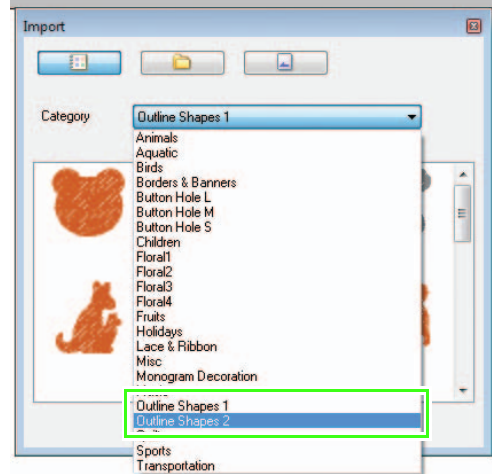 Import
Category
Outline Shapes 1
Animals
Aquatic
Birds
Borders & Banners
Button Hole L
Button Hole M
Button Hole S
Children
Floral1
Floral2
Floral3
Floral4
Fruits
Holidays
Lace & Ribbon
Misc
Monogram Decoration
Outline Shapes 1
Outline Shapes 2
Sports
Transportation